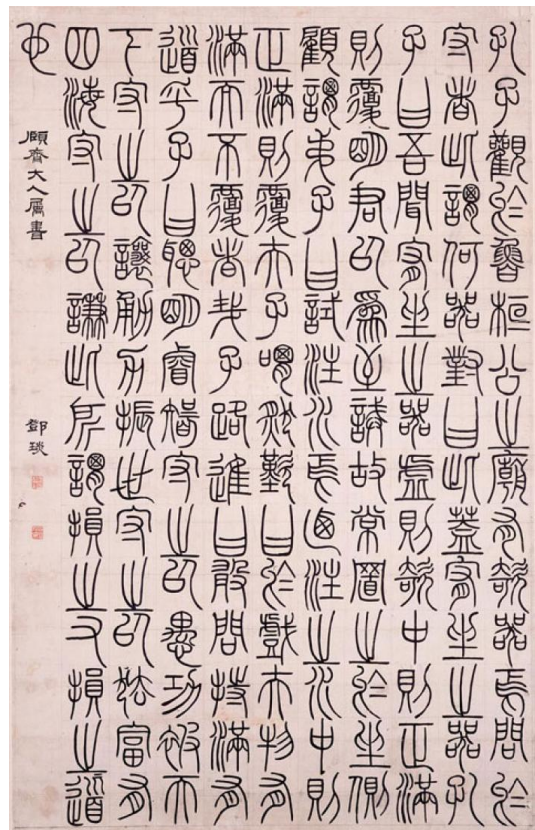 孔子觀於魯桓公之廟有欹器焉問於
守者此謂何器對曰此蓋宥坐之器孔
子曰吾聞宥坐之器虛則欹中則正滿
則覆明君以為至誡故常置之於坐側
顧謂弟子曰試注水焉迺注之水中則
正滿則覆夫子喟然歎曰於戲夫物有
滿而不覆者哉子路進曰敢問持滿有
道乎子曰聰明睿智守之以愚功被天
下守之以讓勇力振世守之以怯富有
四海守之以謙此所謂損之又損之道
也
齊大人屬書
鄧琰